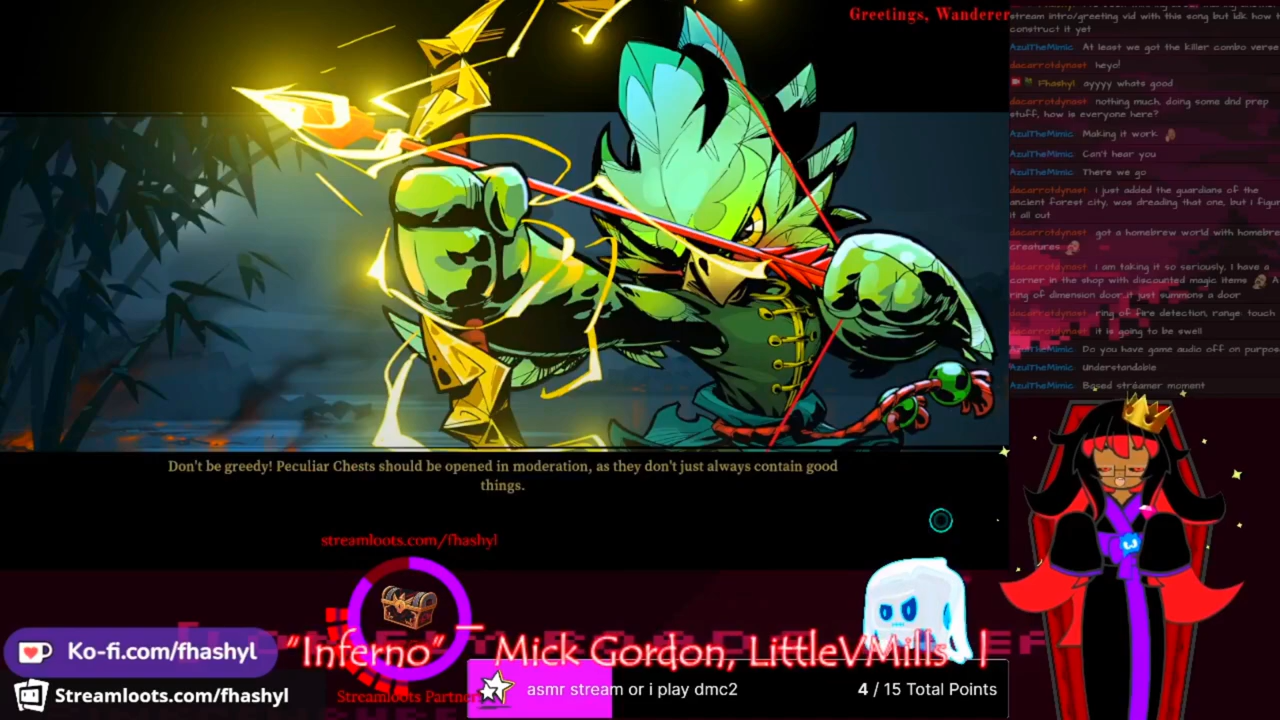 Greetings, Wanderer
stream intro/greeting vid with this song but idk how t
construct it yet
AzulTheMimic: At least we got the killer combo verse
dacarrotdynast: heyo!
Fhashyl: ayyyy whats good
dacarrotdynast: nothing much, doing some dnd prep
stuff, how is everyone here?
AzulTheMimic: Making it work
AzulTheMimic: Can't hear you
AzulTheMimic: There we go
dacarrotdynast: I just added the guardians of the
ancient forest city, was dreading that one, but I figu
it all out
dacarrotdynast: got a homebrew world with homebre
creatures
dacarrotdynast: I am taking it so seriously, I have a
corner in the shop with discounted magic items A
ring of dimension door it just summons a door
dacarrotdynast: ring of fire detection, range: touch
dacarrotdynast: it is going to be swell
AzulTheMimic: Do you have game audio off on purpos
AzulTheMimic: Understandable
AzulTheMimic: Based streamer moment
Don't be greedy! Peculiar Chests should be opened in moderation, as they don't just always contain good
things.
streamloots.com/fhashyl
Ko-fi.com/fhashyl
"Inferno" — Mick Gordon, LittleVMills |
Streamloots.com/fhashyl
Streamloots Partner
asmr stream or i play dmc2
4 / 15 Total Points